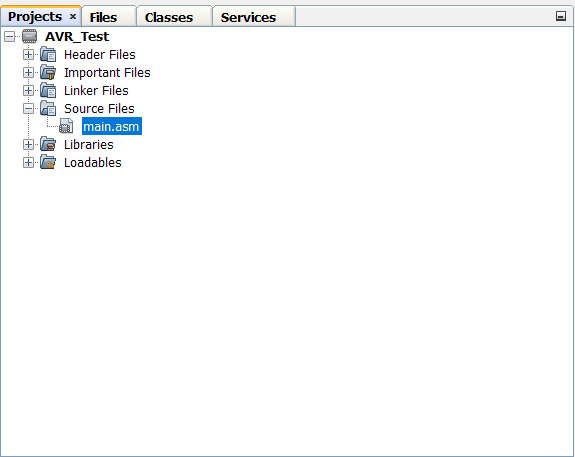 Projects Files Classes Services
AVR_Test
Header Files
Important Files
Linker Files
Source Files
main.asm
Libraries
Loadables